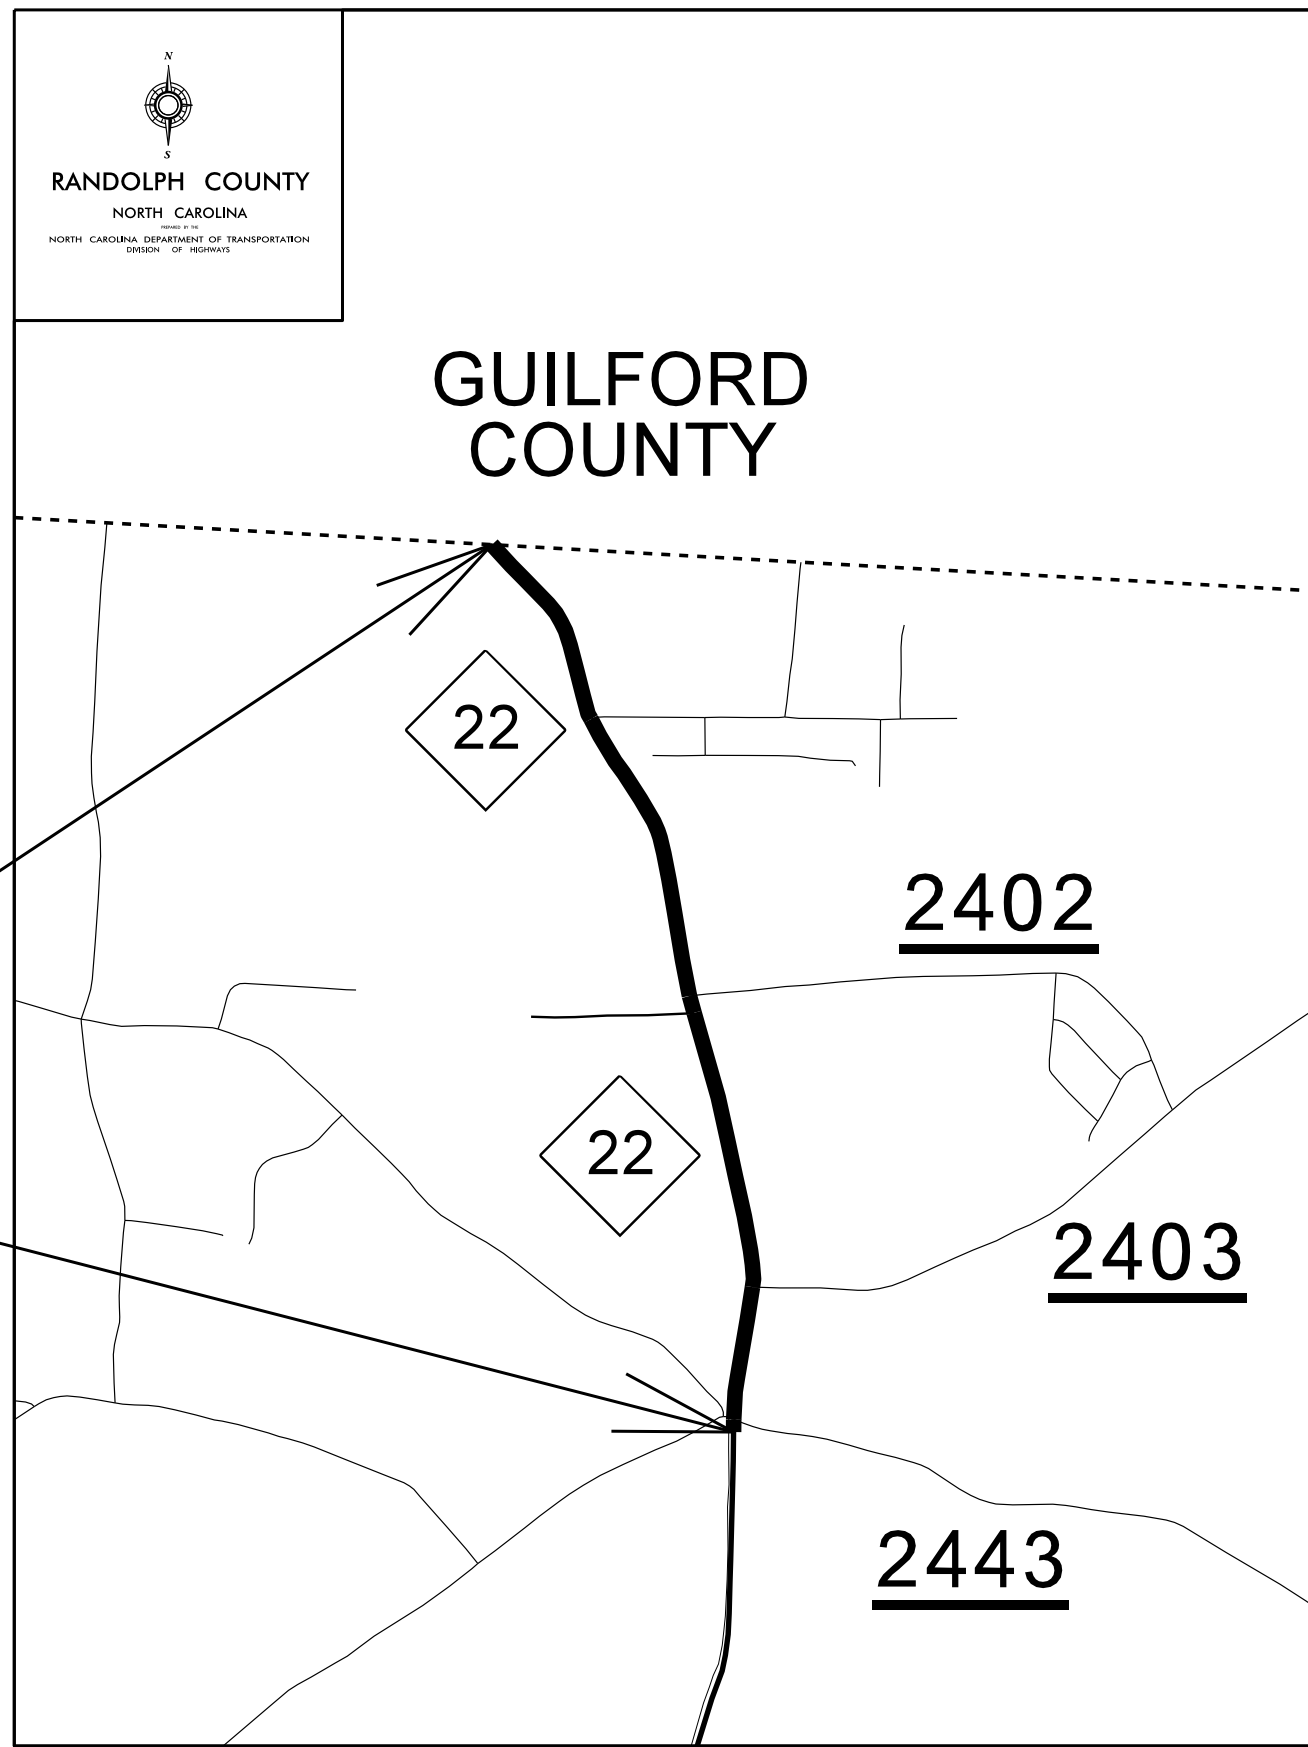 N
S
RANDOLPH COUNTY
NORTH CAROLINA
PREPARED BY THE
NORTH CAROLINA DEPARTMENT OF TRANSPORTATION
DIVISION OF HIGHWAYS
GUILFORD
COUNTY
22
2402
22
2403
2443